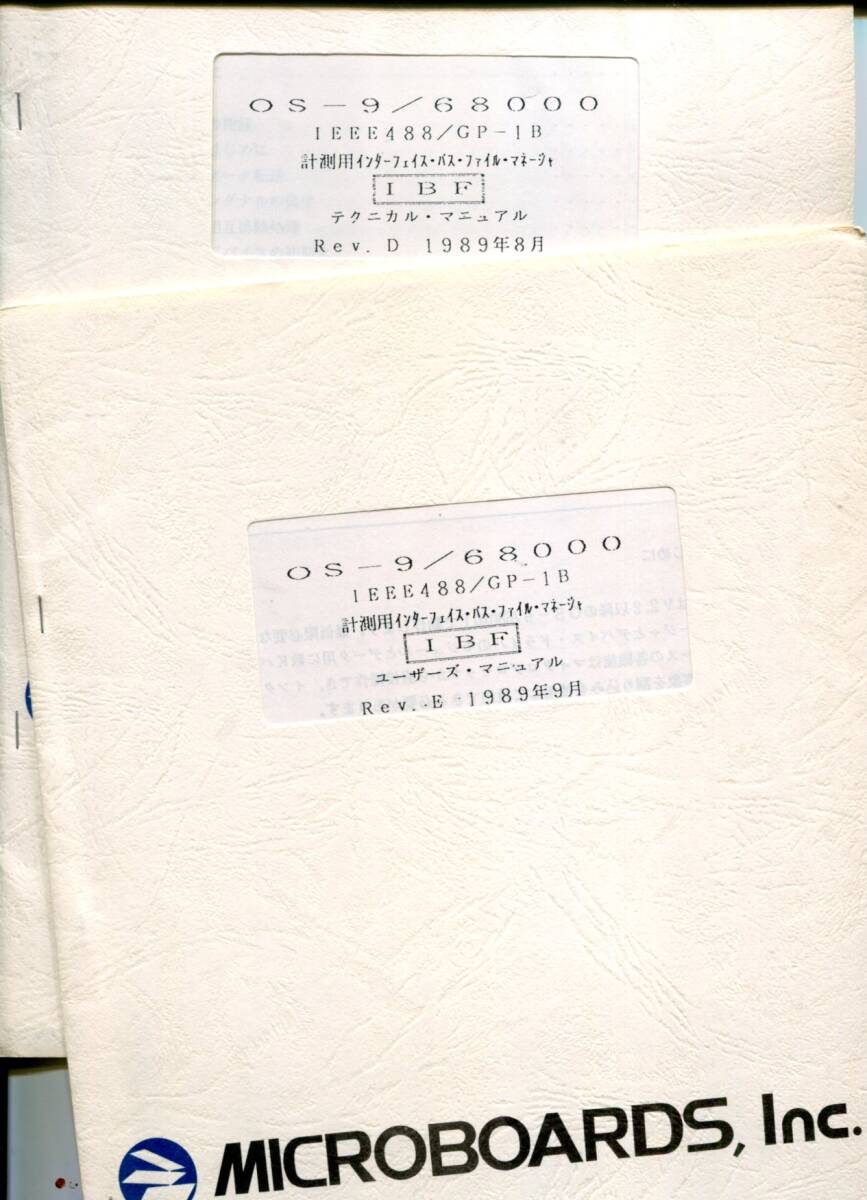 OS-9/68000
IEEE488/GP-IB
計測用インターフェイス・バス・ファイル・マネージャ
IBF
テクニカル・マニュアル
Rev. D 1989年8月
OS-9/68000
IEEE488/GP-IB
計測用インターフェイス・バス・ファイル・マネージャ
IBF
ユーザーズ・マニュアル
Rev. E 1989年9月
MICROBOARDS, Inc.